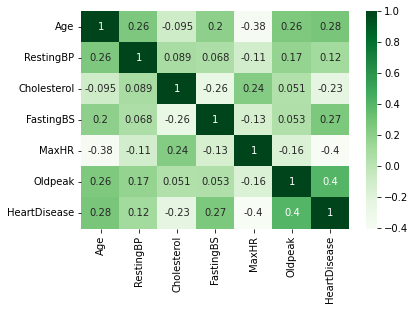 Age 1 0.26 -0.095 0.2 -0.38 0.26 0.28
RestingBP 0.26 1 0.089 0.068 -0.11 0.17 0.12
Cholesterol -0.095 0.089 1 -0.26 0.24 0.051 -0.23
FastingBS 0.2 0.068 -0.26 1 -0.13 0.053 0.27
MaxHR -0.38 -0.11 0.24 -0.13 1 -0.16 -0.4
Oldpeak 0.26 0.17 0.051 0.053 -0.16 1 0.4
HeartDisease 0.28 0.12 -0.23 0.27 -0.4 0.4 1
Age
RestingBP
Cholesterol
FastingBS
MaxHR
Oldpeak
HeartDisease
1.0
0.8
0.6
0.4
0.2
0.0
-0.2
-0.4